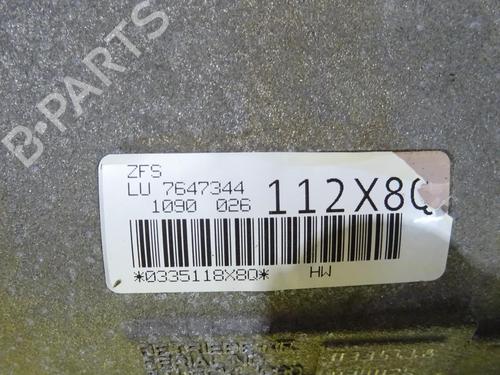 B-PARTS
ZFS
LU 7647344
1090 026
112X8Q
*0335118X8Q*
HW